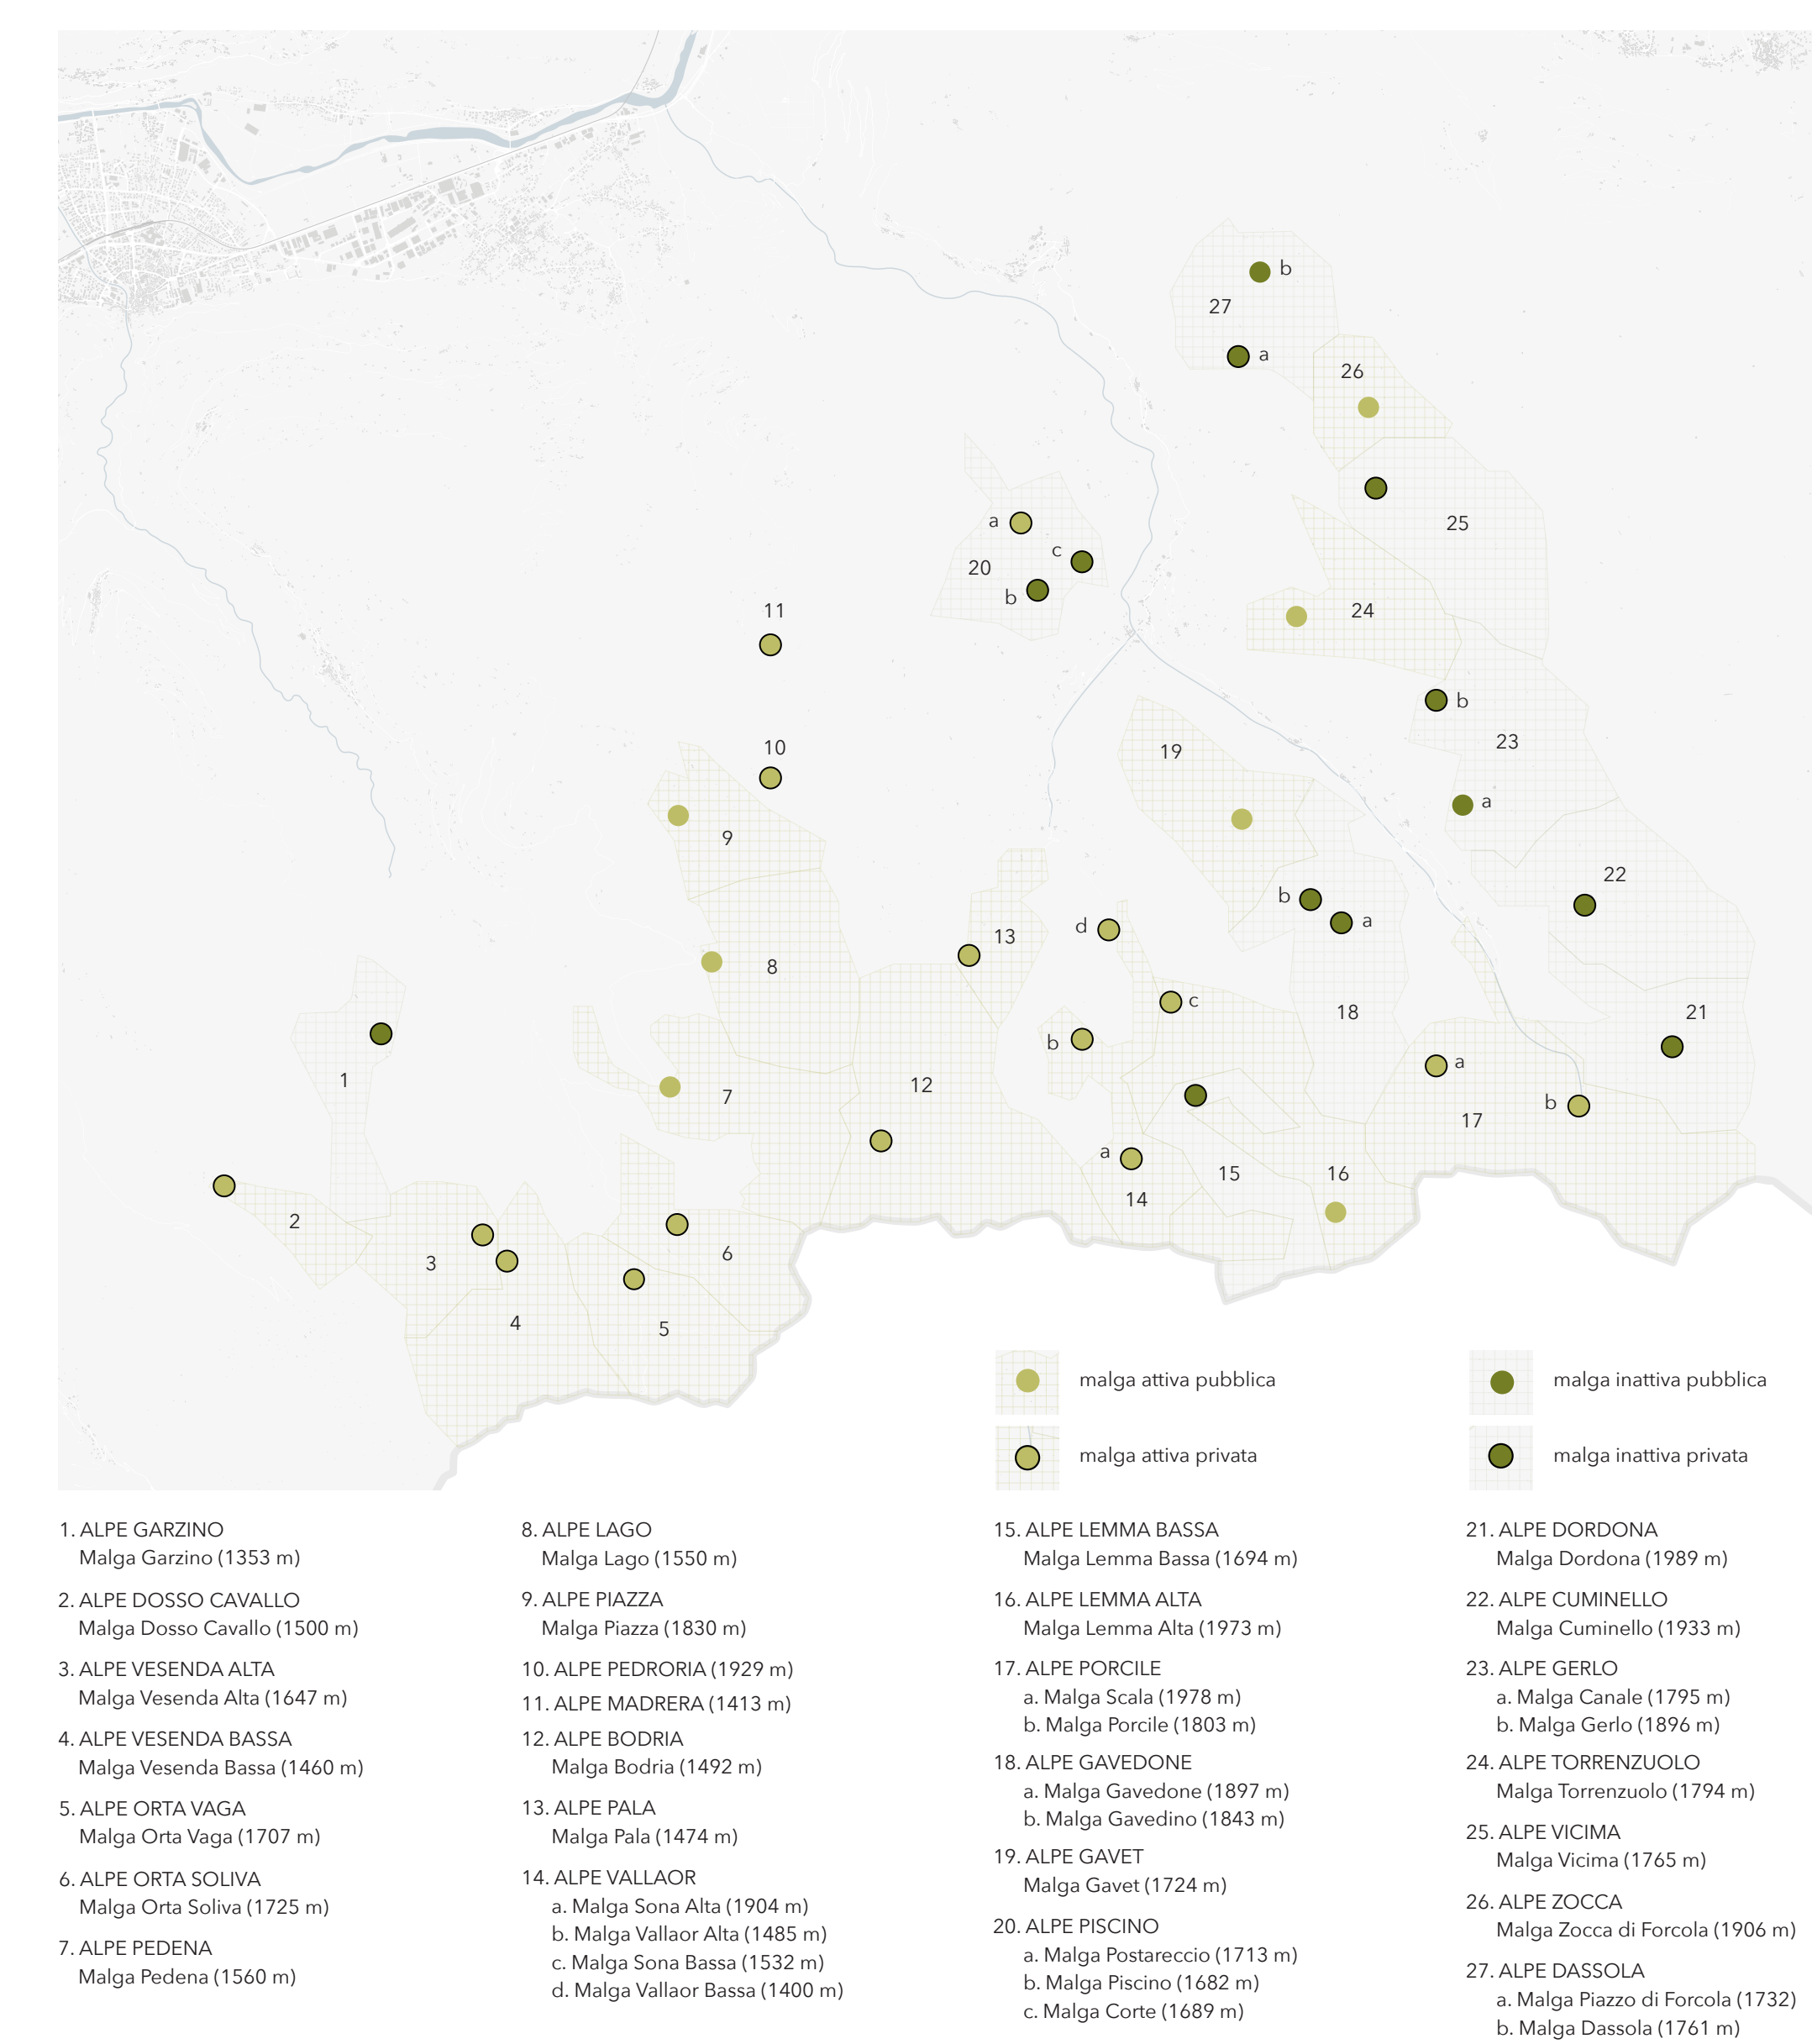 b
27
a
26
25
a
c
20
b
24
11
b
23
10
19
a
9
22
b
a
d
13
8
c
18
21
b
a
1
12
7
b
17
a
15
16
14
2
6
3
4
5
malga attiva pubblica
malga inattiva pubblica
malga attiva privata
malga inattiva privata
1. ALPE GARZINO
Malga Garzino (1353 m)
2. ALPE DOSSO CAVALLO
Malga Dosso Cavallo (1500 m)
3. ALPE VESENDA ALTA
Malga Vesenda Alta (1647 m)
4. ALPE VESENDA BASSA
Malga Vesenda Bassa (1460 m)
5. ALPE ORTA VAGA
Malga Orta Vaga (1707 m)
6. ALPE ORTA SOLIVA
Malga Orta Soliva (1725 m)
7. ALPE PEDENA
Malga Pedena (1560 m)
8. ALPE LAGO
Malga Lago (1550 m)
9. ALPE PIAZZA
Malga Piazza (1830 m)
10. ALPE PEDRORIA (1929 m)
11. ALPE MADRERA (1413 m)
12. ALPE BODRIA
Malga Bodria (1492 m)
13. ALPE PALA
Malga Pala (1474 m)
14. ALPE VALLAOR
a. Malga Sona Alta (1904 m)
b. Malga Vallaor Alta (1485 m)
c. Malga Sona Bassa (1532 m)
d. Malga Vallaor Bassa (1400 m)
15. ALPE LEMMA BASSA
Malga Lemma Bassa (1694 m)
16. ALPE LEMMA ALTA
Malga Lemma Alta (1973 m)
17. ALPE PORCILE
a. Malga Scala (1978 m)
b. Malga Porcile (1803 m)
18. ALPE GAVEDONE
a. Malga Gavedone (1897 m)
b. Malga Gavedino (1843 m)
19. ALPE GAVET
Malga Gavet (1724 m)
20. ALPE PISCINO
a. Malga Postareccio (1713 m)
b. Malga Piscino (1682 m)
c. Malga Corte (1689 m)
21. ALPE DORDONA
Malga Dordona (1989 m)
22. ALPE CUMINELLO
Malga Cuminello (1933 m)
23. ALPE GERLO
a. Malga Canale (1795 m)
b. Malga Gerlo (1896 m)
24. ALPE TORRENZUOLO
Malga Torrenzuolo (1794 m)
25. ALPE VICIMA
Malga Vicima (1765 m)
26. ALPE ZOCCA
Malga Zocca di Forcola (1906 m)
27. ALPE DASSOLA
a. Malga Piazzo di Forcola (1732)
b. Malga Dassola (1761 m)